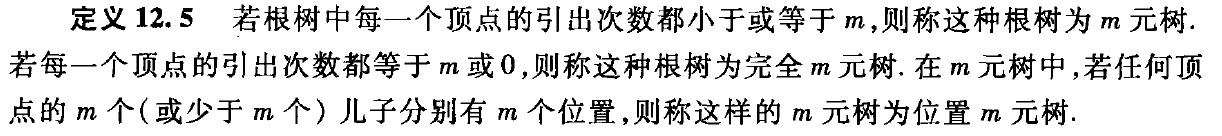 定义 12.5 若根树中每一个顶点的引出次数都小于或等于 m,则称这种根树为 m 元树.
若每一个顶点的引出次数都等于 m 或 0,则称这种根树为完全 m 元树. 在 m 元树中,若任何顶
点的 m 个(或少于 m 个) 儿子分别有 m 个位置,则称这样的 m 元树为位置 m 元树.